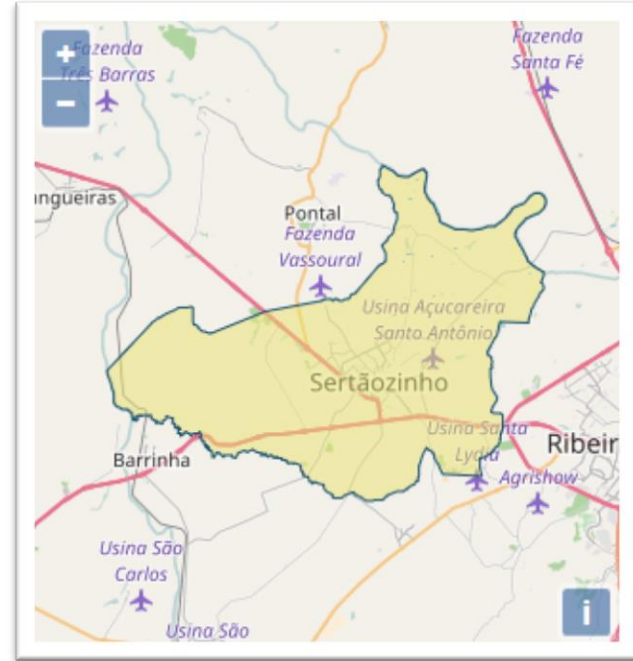 +
Fazenda
Três Barras
−
Fazenda
Santa Fé
angueiras
Pontal
Fazenda
Vassoural
Usina Açucareira
Santo Antônio
Sertãozinho
Usina Santa
Lydia
Ribeir
Agrishow
Barrinha
Usina São
Carlos
Usina São
i